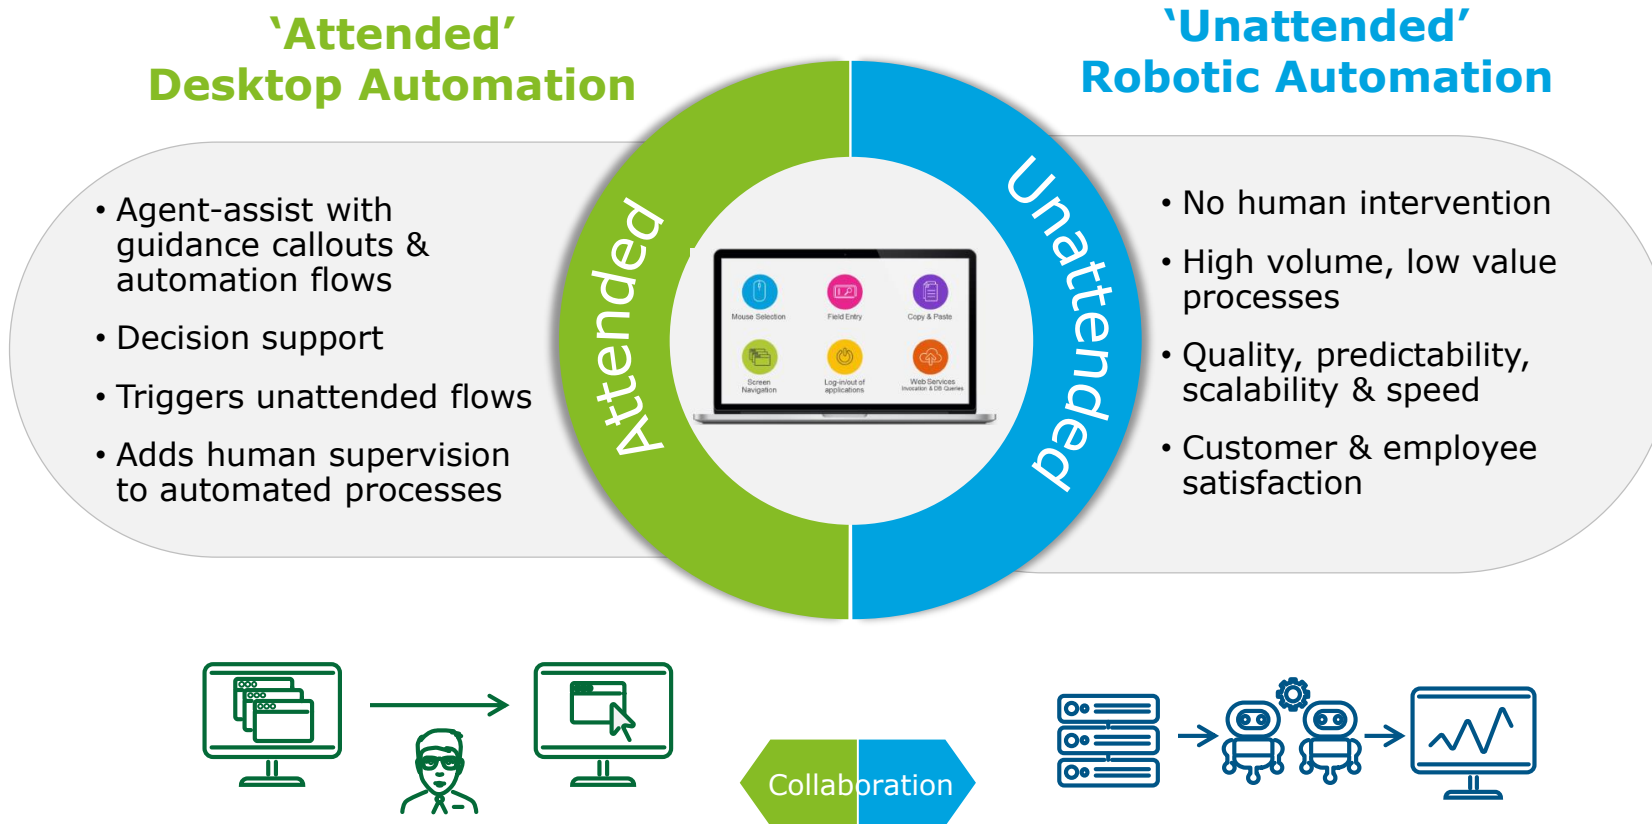 ‘Attended’
Desktop Automation
• Agent-assist with
guidance callouts &
automation flows
• Decision support
• Triggers unattended flows
• Adds human supervision
to automated processes
Attended
Mouse Selection
Field Entry
Copy & Paste
Screen
Navigation
Log-in/out of
applications
Web Services
Invocation & DB Queries
Unattended
‘Unattended’
Robotic Automation
• No human intervention
• High volume, low value
processes
• Quality, predictability,
scalability & speed
• Customer & employee
satisfaction
Collaboration